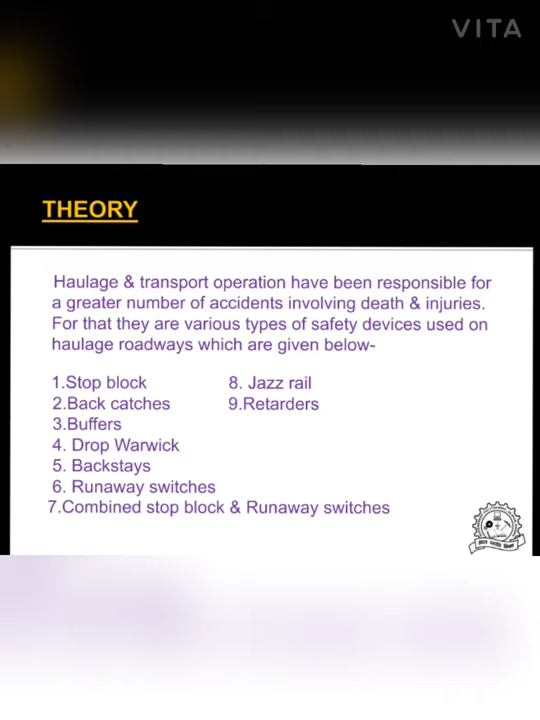 VITA
THEORY
Haulage & transport operation have been responsible for
a greater number of accidents involving death & injuries.
For that they are various types of safety devices used on
haulage roadways which are given below-
1.Stop block
2.Back catches
3.Buffers
4. Drop Warwick
5. Backstays
6. Runaway switches
7.Combined stop block & Runaway switches
8. Jazz rail
9.Retarders